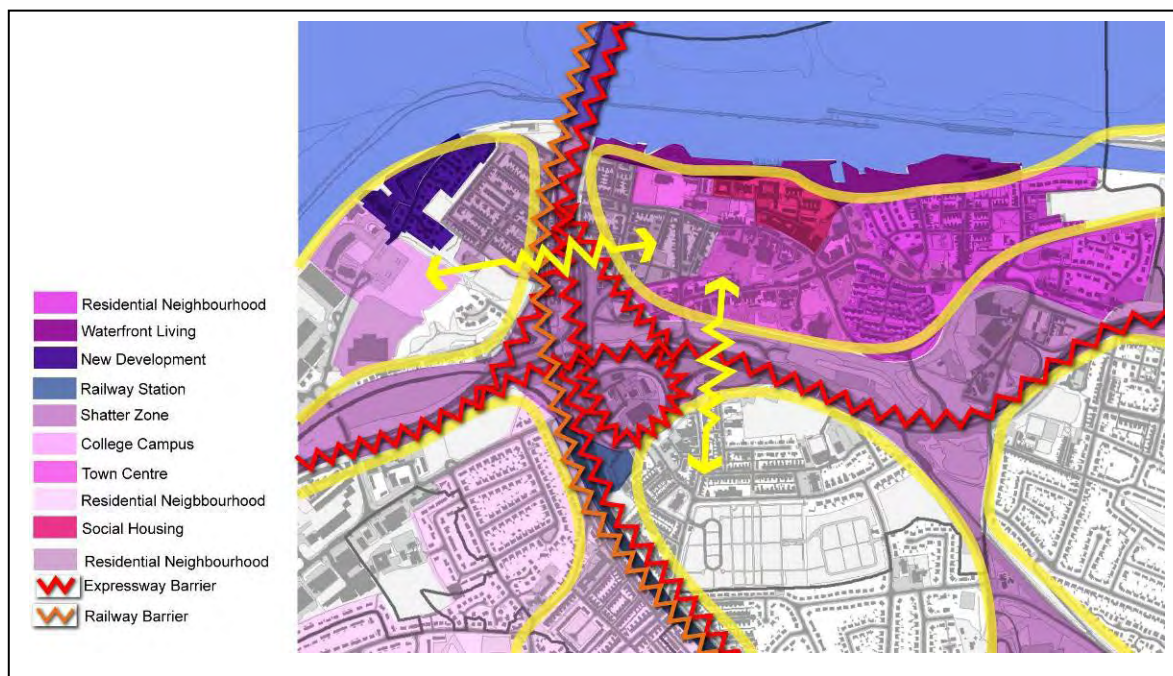 Residential Neighbourhood
Waterfront Living
New Development
Railway Station
Shatter Zone
College Campus
Town Centre
Residential Neigbbourhood
Social Housing
Residential Neighbourhood
Expressway Barrier
Railway Barrier